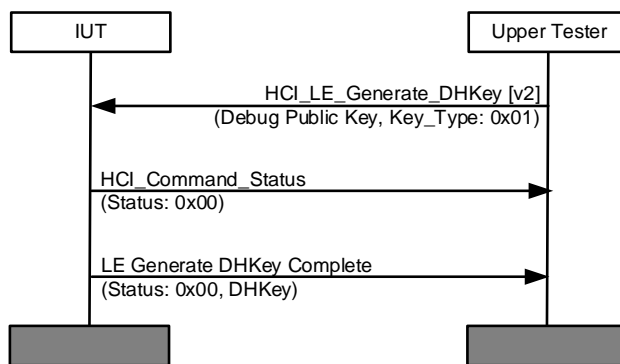 IUT
Upper Tester
HCI_LE_Generate_DHKey [v2]
(Debug Public Key, Key_Type: 0x01)
HCI_Command_Status
(Status: 0x00)
LE Generate DHKey Complete
(Status: 0x00, DHKey)